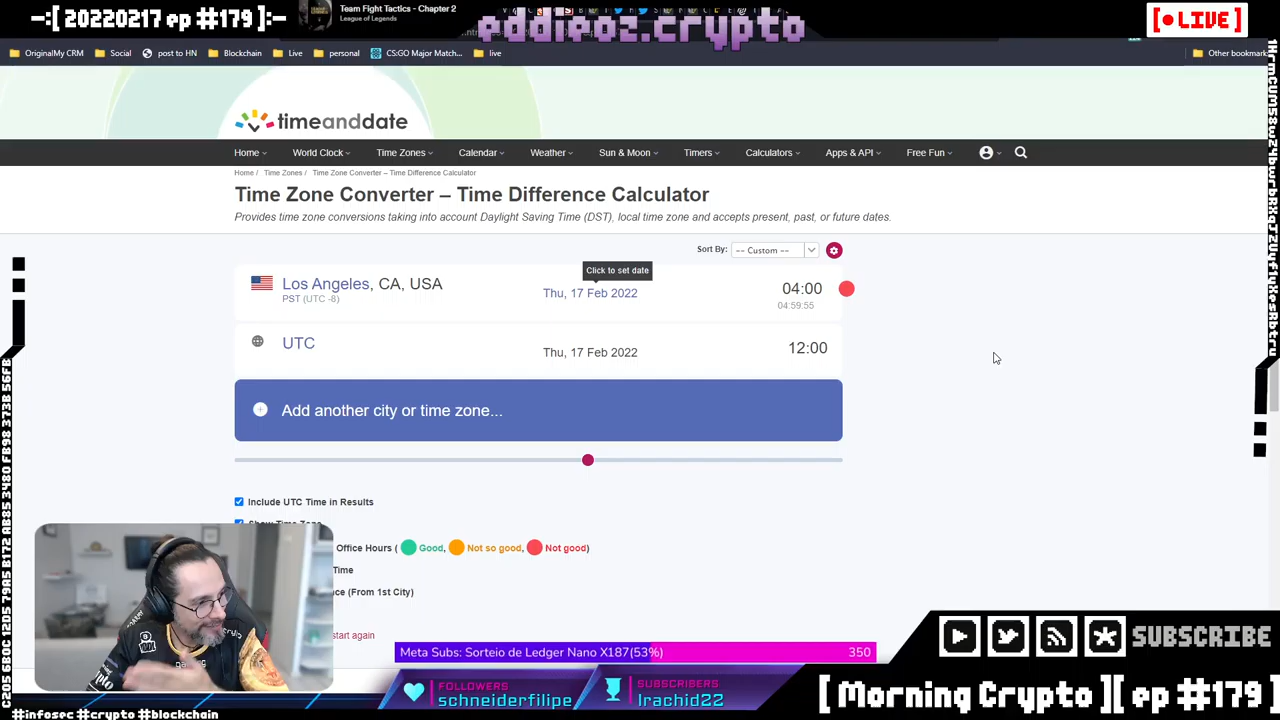 -:[ 20220217 ep #179 ]:-
Team Fight Tactics - Chapter 2
League of Legends
eddieoz.crypto
[ LIVE ]
OriginalMy CRM
Social
post to HN
Blockchain
Live
personal
CS:GO Major Match...
live
Other bookmark
timeanddate
Home
World Clock
Time Zones
Calendar
Weather
Sun & Moon
Timers
Calculators
Apps & API
Free Fun
Home / Time Zones / Time Zone Converter – Time Difference Calculator
Time Zone Converter – Time Difference Calculator
Provides time zone conversions taking into account Daylight Saving Time (DST), local time zone and accepts present, past, or future dates.
Sort By: -- Custom --
Click to set date
Los Angeles, CA, USA
PST (UTC -8)
Thu, 17 Feb 2022
04:00
04:59:55
UTC
Thu, 17 Feb 2022
12:00
Add another city or time zone...
Include UTC Time in Results
Show Time Zone
Office Hours ( Good, Not so good, Not good)
Time
nce (From 1st City)
start again
Meta Subs: Sorteio de Ledger Nano X187(53%) 350
FOLLOWERS
schneiderfilipe
SUBSCRIBERS
lrachid22
SUBSCRIBE
[ Morning Crypto ][ ep #179 ]
#infosec #crypto #blockchain